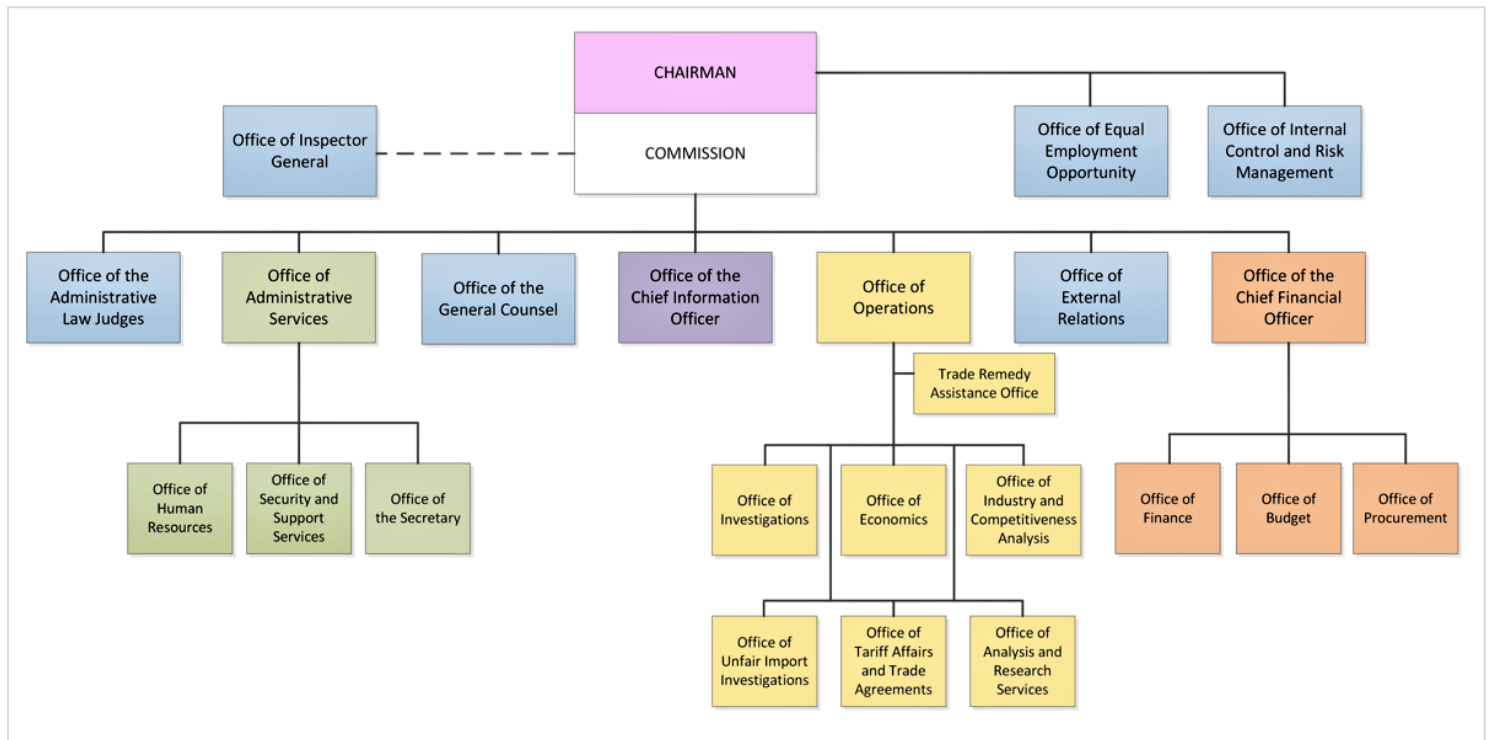 CHAIRMAN
COMMISSION
Office of Inspector
General
Office of Equal
Employment
Opportunity
Office of Internal
Control and Risk
Management
Office of the
Administrative
Law Judges
Office of
Administrative
Services
Office of the
General Counsel
Office of the
Chief Information
Officer
Office of
Operations
Office of
External
Relations
Office of the
Chief Financial
Officer
Trade Remedy
Assistance Office
Office of
Human
Resources
Office of
Security and
Support
Services
Office of
the Secretary
Office of
Investigations
Office of
Economics
Office of
Industry and
Competitiveness
Analysis
Office of
Finance
Office of
Budget
Office of
Procurement
Office of
Unfair Import
Investigations
Office of
Tariff Affairs
and Trade
Agreements
Office of
Analysis and
Research
Services